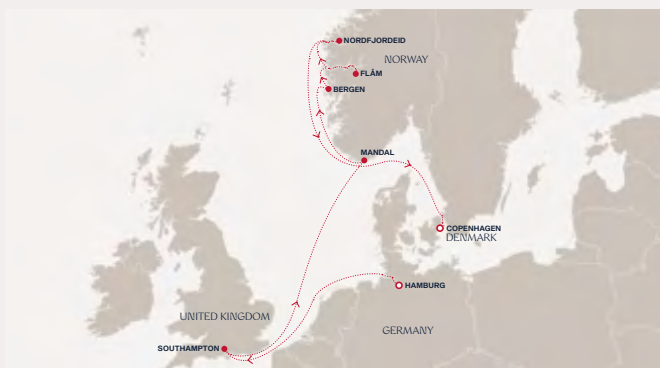 NORDFJORDEID
NORWAY
FLÅM
BERGEN
MANDAL
COPENHAGEN
DENMARK
HAMBURG
UNITED KINGDOM
GERMANY
SOUTHAMPTON